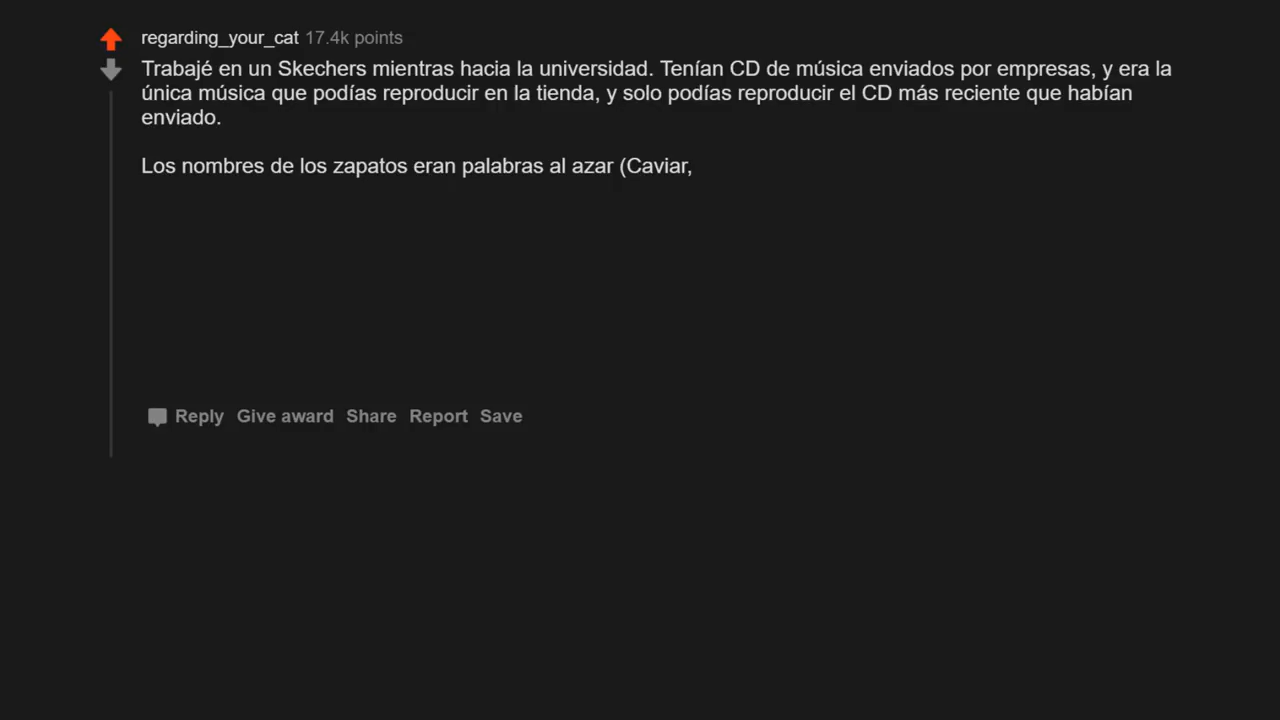 regarding_your_cat 17.4k points
Trabajé en un Skechers mientras hacia la universidad. Tenían CD de música enviados por empresas, y era la
única música que podías reproducir en la tienda, y solo podías reproducir el CD más reciente que habían
enviado.
Los nombres de los zapatos eran palabras al azar (Caviar,
Reply Give award Share Report Save